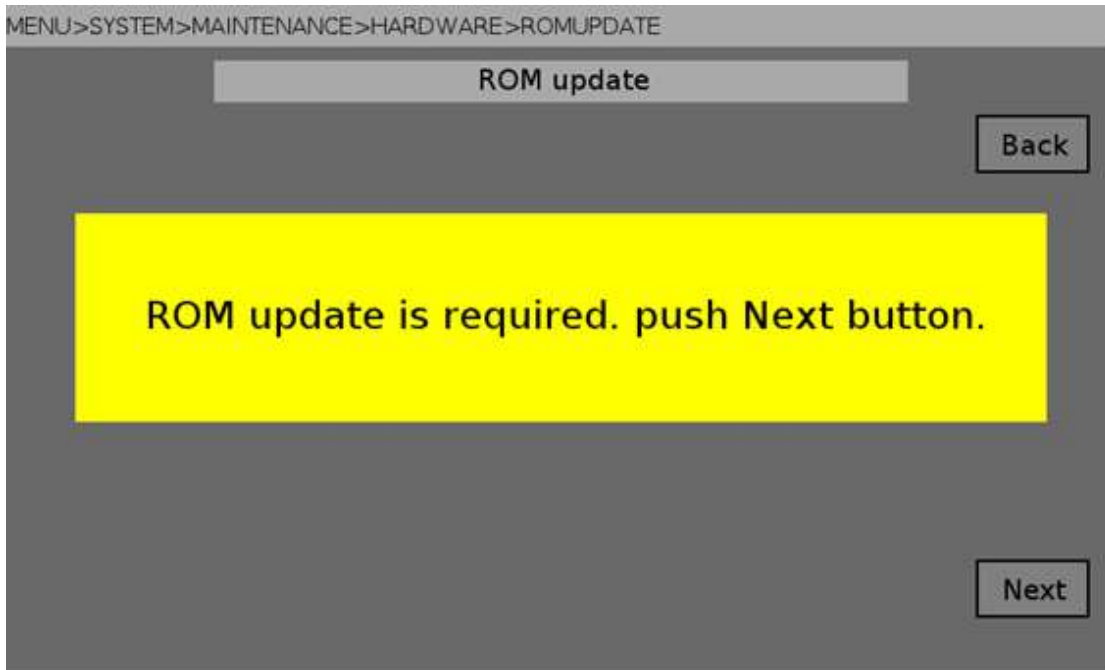 MENU>SYSTEM>MAINTENANCE>HARDWARE>ROMUPDATE
ROM update
Back
ROM update is required. push Next button.
Next